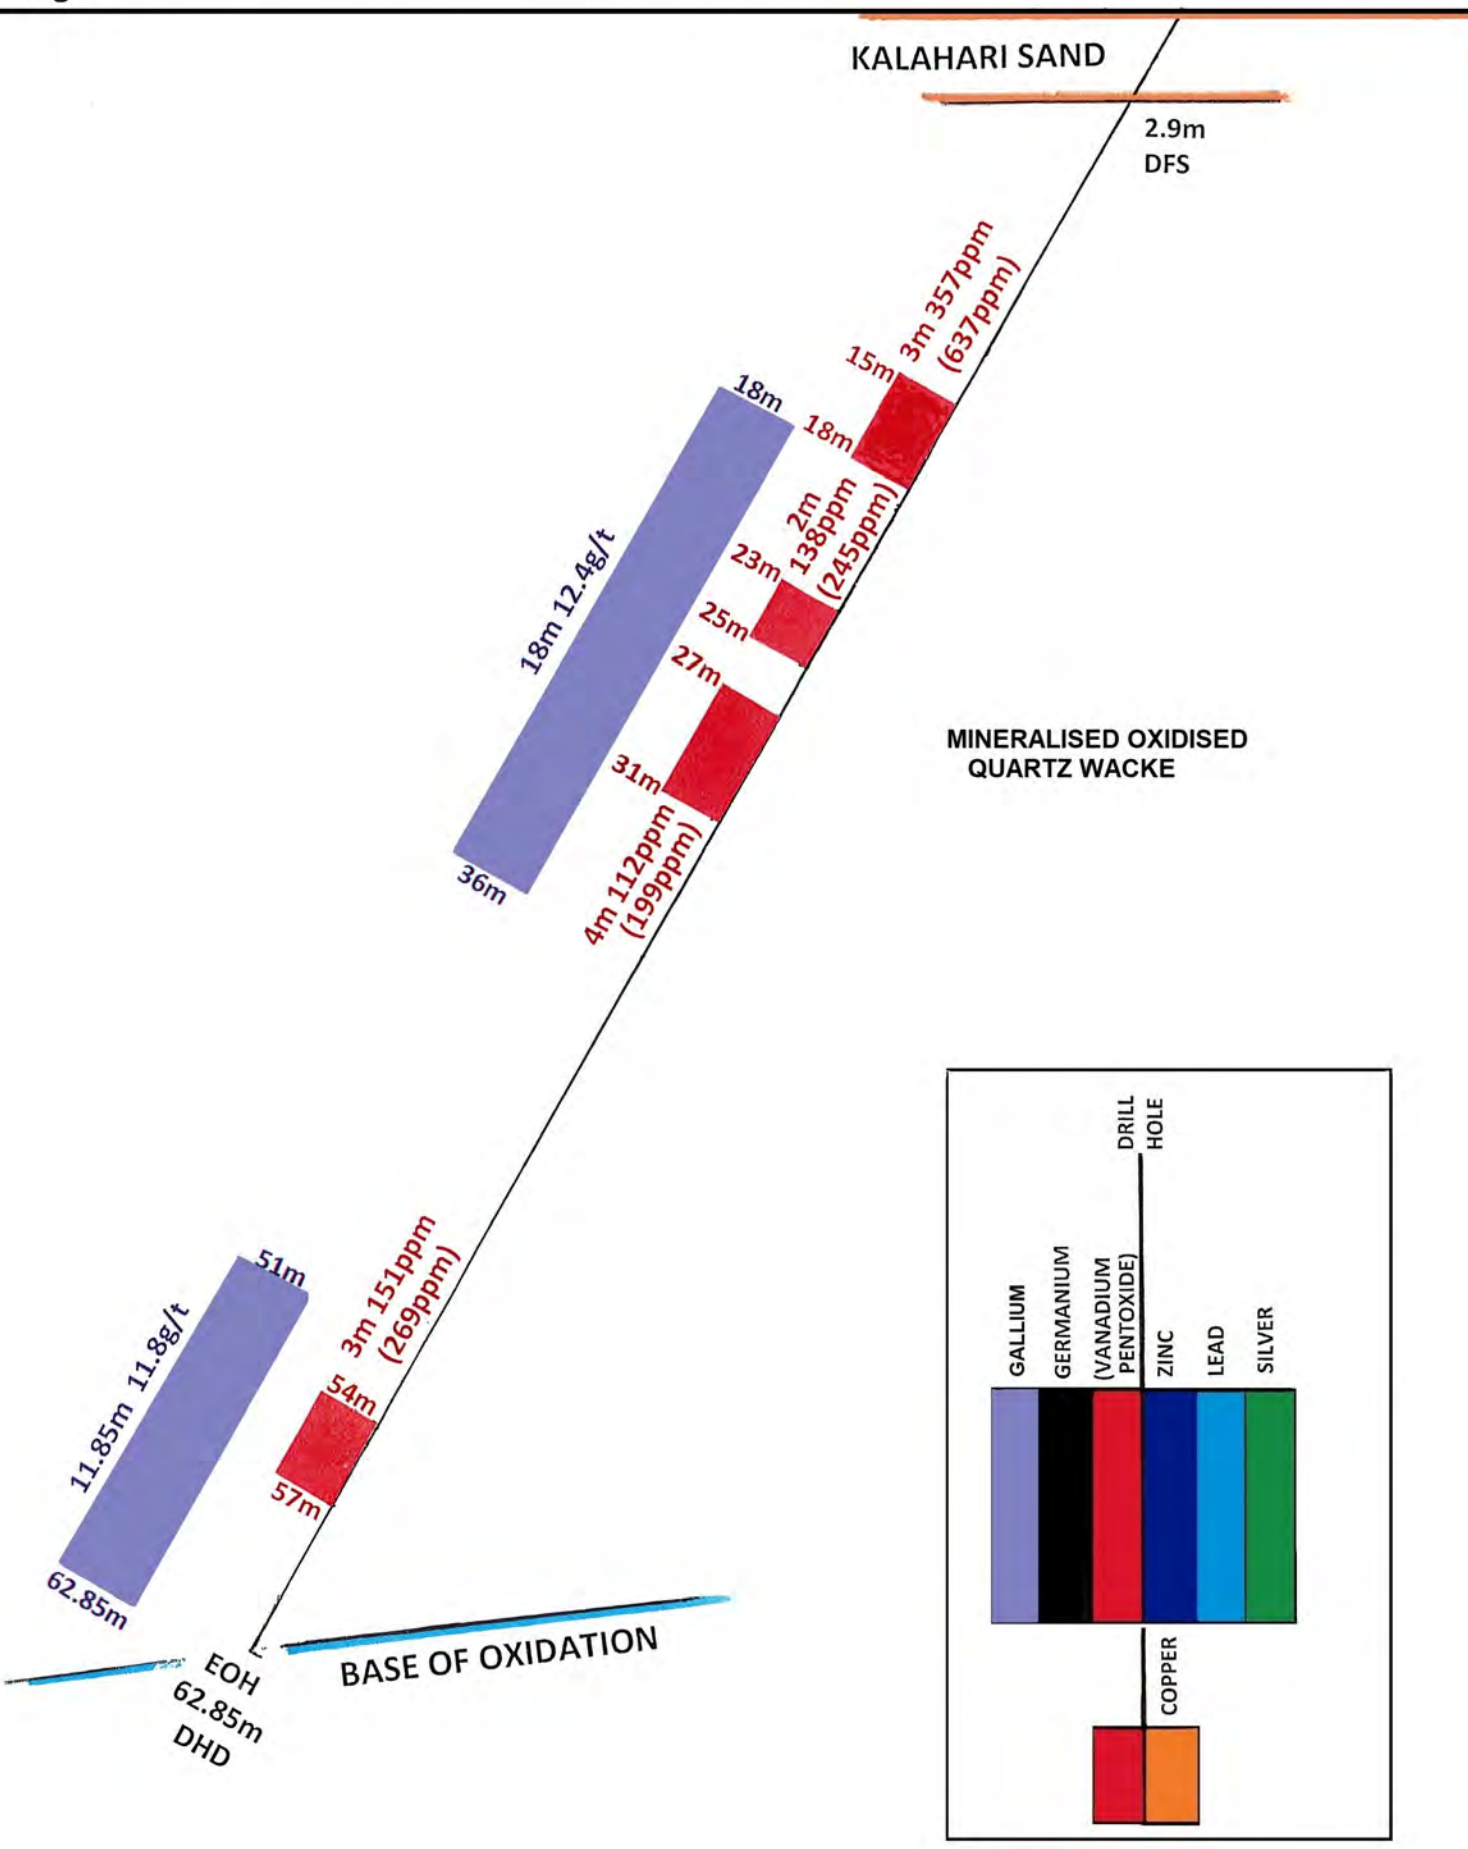 KALAHARI SAND
2.9m
DFS
3m 357ppm
(637ppm)
15m
18m
18m
2m
138ppm
(245ppm)
23m
25m
18m 12.4g/t
27m
31m
36m
4m 112ppm
(199ppm)
MINERALISED OXIDISED
QUARTZ WACKE
3m 151ppm
(269ppm)
51m
11.85m 11.8g/t
54m
57m
62.85m
BASE OF OXIDATION
EOH
62.85m
DHD
DRILL
HOLE
GALLIUM
GERMANIUM
(VANADIUM
PENTOXIDE)
ZINC
LEAD
SILVER
COPPER